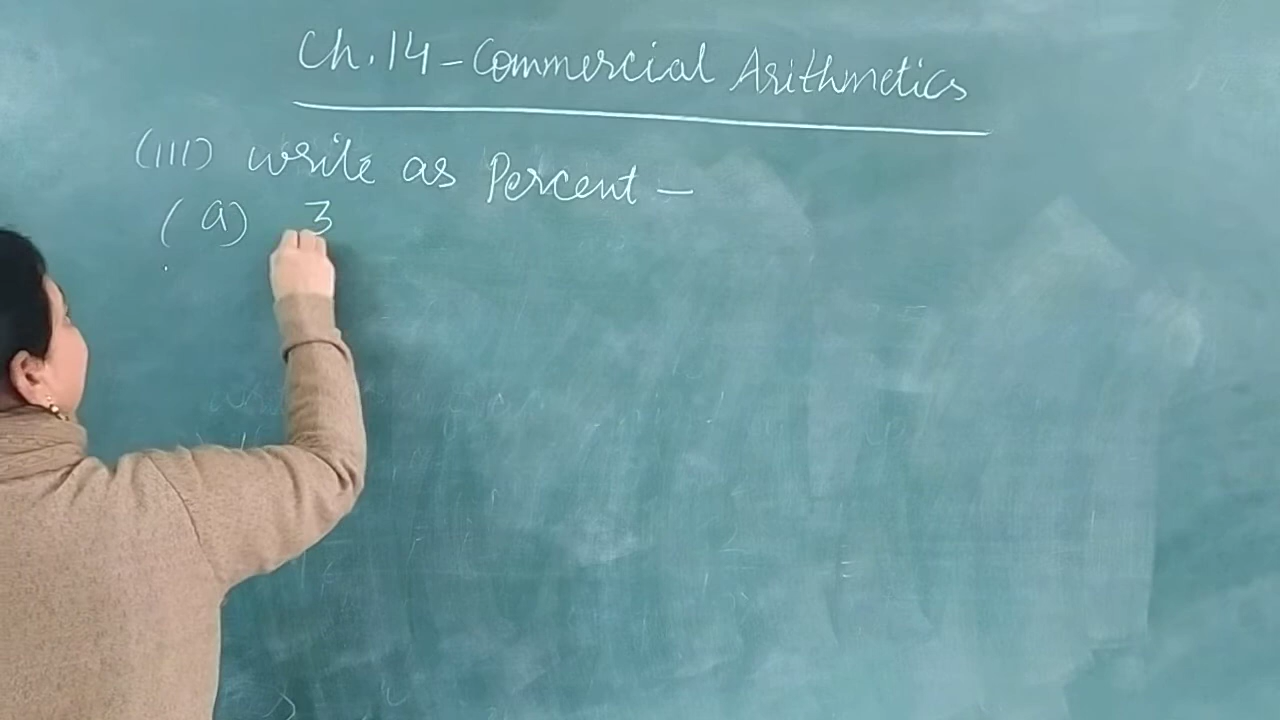 Ch.14 - Commercial Arithmetics
(III) write as Percent -
(a) 3